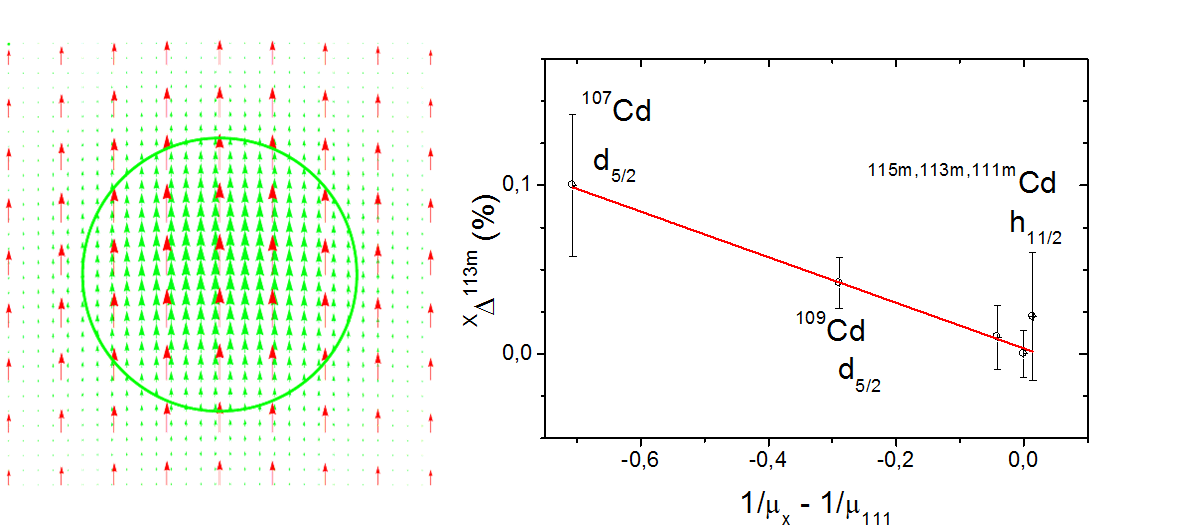 ¹⁰⁷Cd
d₅/₂
¹¹⁵ᵐ,¹¹³ᵐ,¹¹¹ᵐCd
h₁₁/₂
¹⁰⁹Cd
d₅/₂
ˣΔ¹¹³ᵐ (%)
0,1
0,0
-0,6 -0,4 -0,2 0,0
1/μₓ - 1/μ₁₁₁